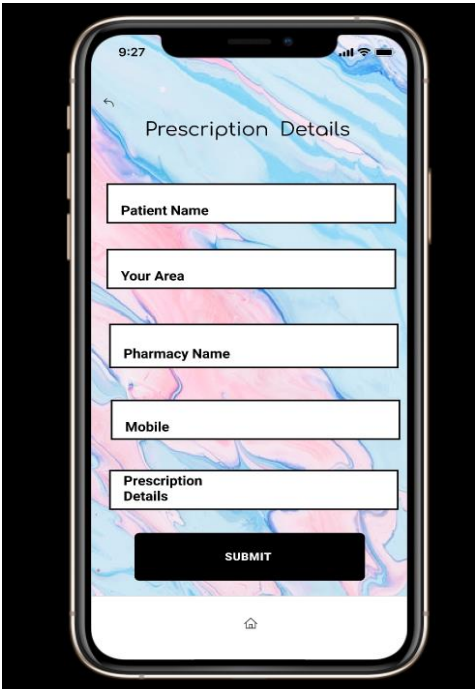 9:27
Prescription Details
Patient Name
Your Area
Pharmacy Name
Mobile
Prescription
Details
SUBMIT